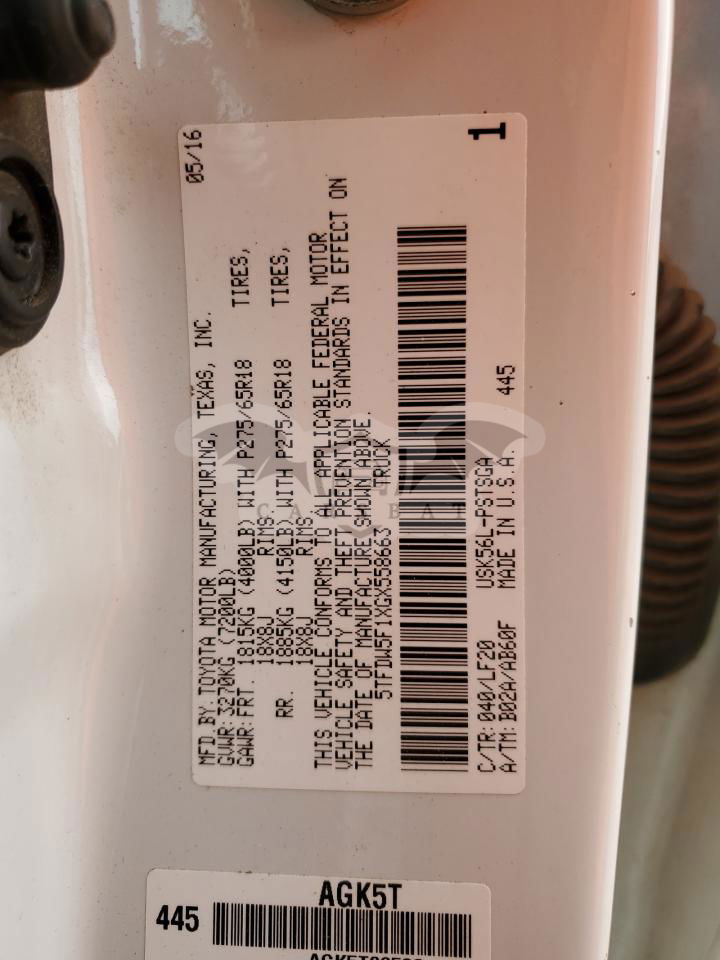 MFD.BY:TOYOTA MOTOR MANUFACTURING, TEXAS, INC. 05/16
GVWR:3270KG (7200LB)
GAWR:FRT. 1815KG (4000LB) WITH P275/65R18 TIRES,
18X8J RIMS.
RR. 1885KG (4150LB) WITH P275/65R18 TIRES,
18X8J RIMS.
THIS VEHICLE CONFORMS TO ALL APPLICABLE FEDERAL MOTOR
VEHICLE SAFETY AND THEFT PREVENTION STANDARDS IN EFFECT ON
THE DATE OF MANUFACTURE SHOWN ABOVE.
5TFDW5F1XGX558663 TRUCK
C/TR:040/LF20 USK56L-PSTSGA 445
A/TM:B02A/AB60F MADE IN U.S.A. 1
445 AGK5T